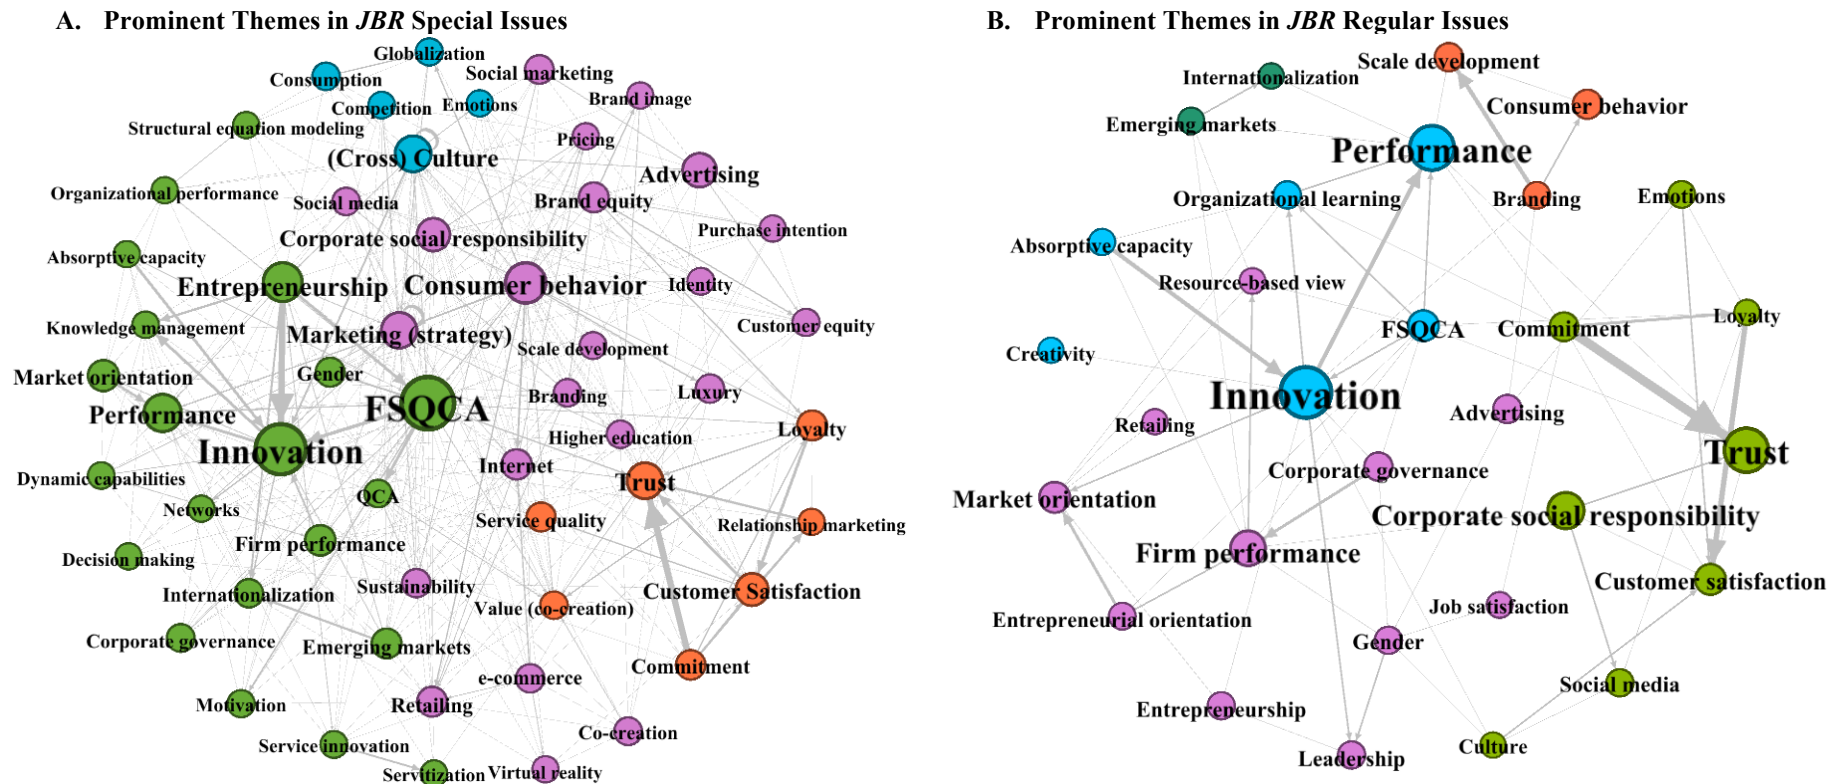 A. Prominent Themes in JBR Special Issues
Globalization
Consumption
Social marketing
Competition
Emotions
Brand image
Structural equation modeling
Pricing
(Cross) Culture
Advertising
Organizational performance
Social media
Brand equity
Purchase intention
Corporate social responsibility
Absorptive capacity
Entrepreneurship
Consumer behavior
Identity
Knowledge management
Marketing (strategy)
Customer equity
Scale development
Market orientation
Gender
Branding
Luxury
Performance
FSQCA
Loyalty
Higher education
Innovation
Internet
Trust
Dynamic capabilities
QCA
Networks
Service quality
Relationship marketing
Firm performance
Decision making
Internationalization
Sustainability
Value (co-creation)
Customer Satisfaction
Corporate governance
Emerging markets
Commitment
e-commerce
Motivation
Retailing
Co-creation
Service innovation
Servitization
Virtual reality
B. Prominent Themes in JBR Regular Issues
Scale development
Internationalization
Consumer behavior
Emerging markets
Performance
Organizational learning
Branding
Emotions
Absorptive capacity
Resource-based view
Loyalty
FSQCA
Commitment
Creativity
Innovation
Advertising
Retailing
Trust
Corporate governance
Market orientation
Corporate social responsibility
Firm performance
Customer satisfaction
Job satisfaction
Entrepreneurial orientation
Gender
Social media
Entrepreneurship
Culture
Leadership